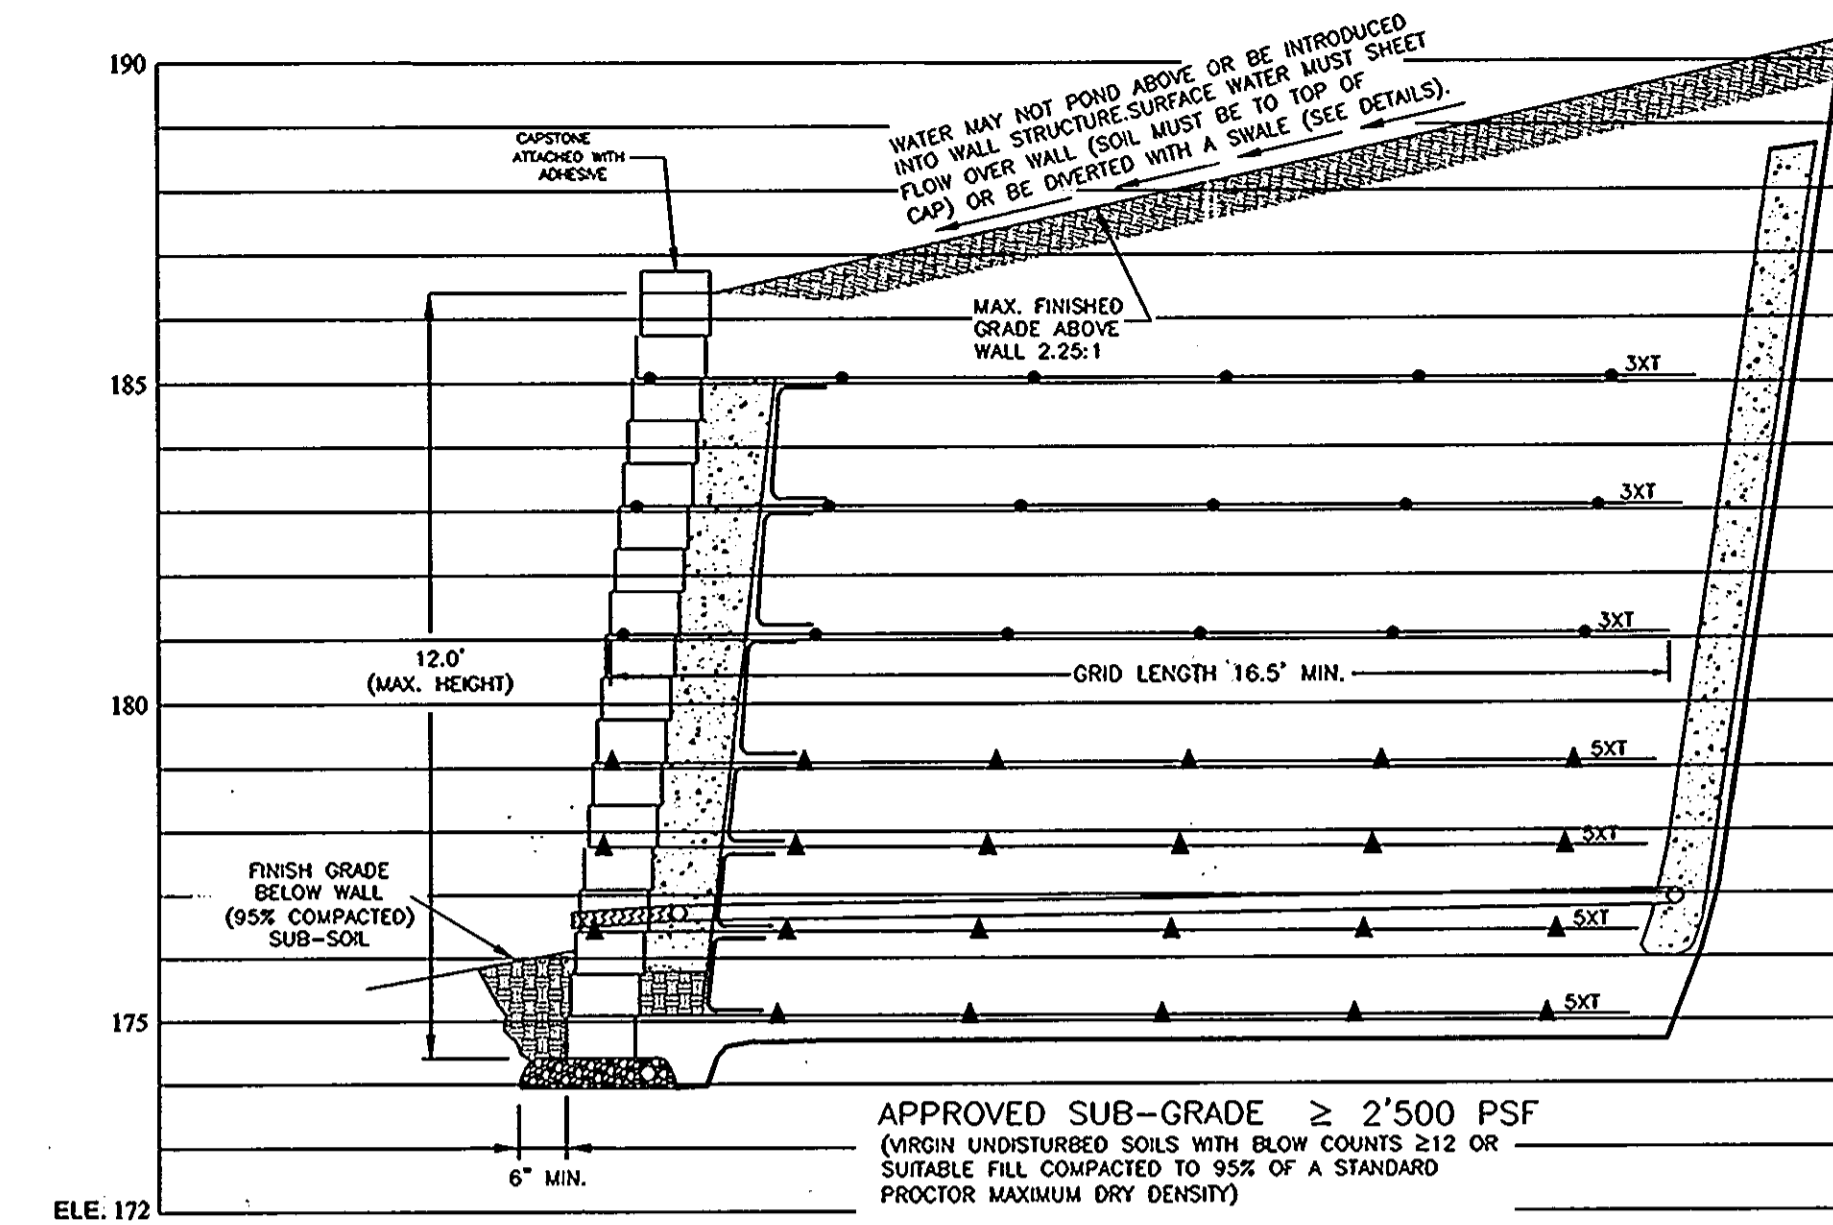 190
WATER MAY NOT POND ABOVE OR BE INTRODUCED
INTO WALL STRUCTURE.SURFACE WATER MUST SHEET
FLOW OVER WALL (SOIL MUST BE TO TOP OF
CAP) OR BE DIVERTED WITH A SWALE (SEE DETAILS).
CAPSTONE
ATTACHED WITH
ADHESIVE
MAX. FINISHED
GRADE ABOVE
WALL 2.25:1
185
3XT
3XT
3XT
12.0'
(MAX. HEIGHT)
GRID LENGTH 16.5' MIN.
180
5XT
5XT
FINISH GRADE
BELOW WALL
(95% COMPACTED)
SUB-SOIL
5XT
5XT
175
APPROVED SUB-GRADE ≥ 2'500 PSF
(VIRGIN UNDISTURBED SOILS WITH BLOW COUNTS ≥12 OR
SUITABLE FILL COMPACTED TO 95% OF A STANDARD
PROCTOR MAXIMUM DRY DENSITY)
6" MIN.
ELE. 172